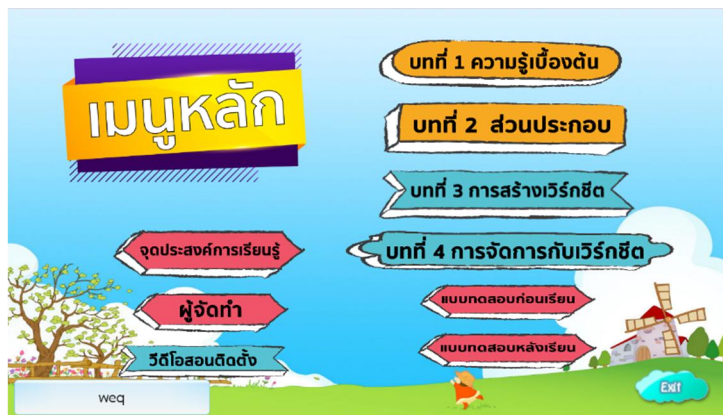 เมนูหลัก
บทที่ 1 ความรู้เบื้องต้น
บทที่ 2 ส่วนประกอบ
บทที่ 3 การสร้างเวิร์กชีต
บทที่ 4 การจัดการกับเวิร์กชีต
จุดประสงค์การเรียนรู้
ผู้จัดทำ
วีดีโอสอนติดตั้ง
แบบทดสอบก่อนเรียน
แบบทดสอบหลังเรียน
weq
Exit